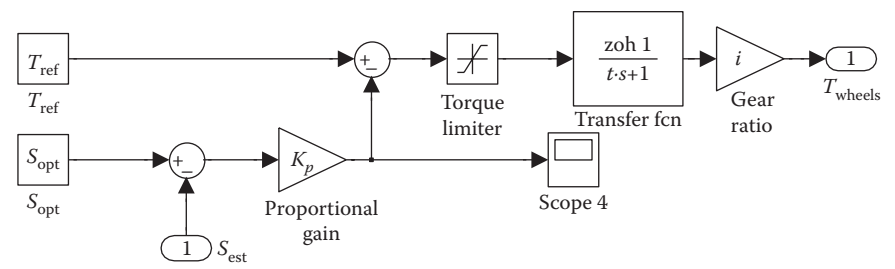 T_ref
T_ref
+
−
Torque
limiter
zoh 1
t·s+1
Transfer fcn
i
Gear
ratio
1
T_wheels
S_opt
S_opt
+
−
K_p
Proportional
gain
Scope 4
1
S_est